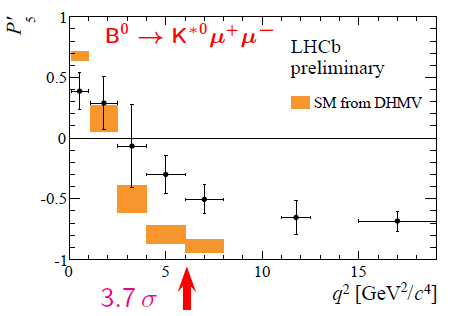 P′5
1
0.5
0
-0.5
-1
B⁰ → K*⁰ μ⁺ μ⁻
LHCb
preliminary
SM from DHMV
0 5 10 15
q² [GeV²/c⁴]
3.7 σ